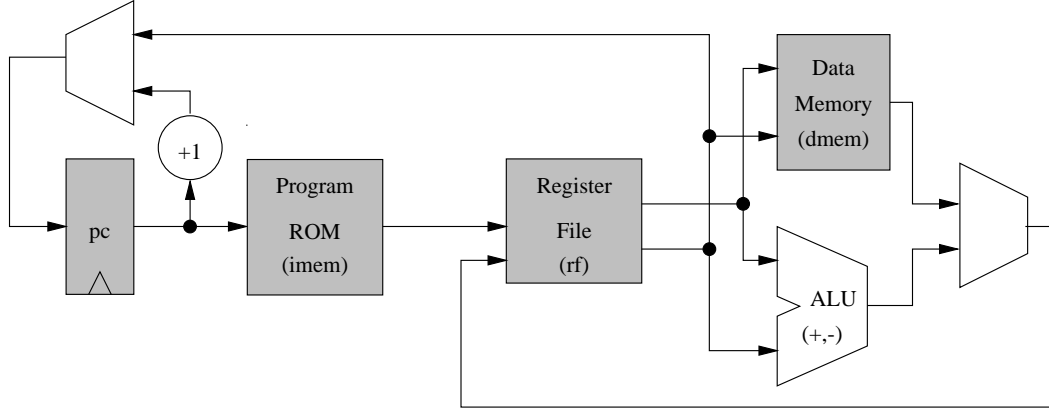 Data
Memory
(dmem)
+1
pc
Program
ROM
(imem)
Register
File
(rf)
ALU
(+,-)